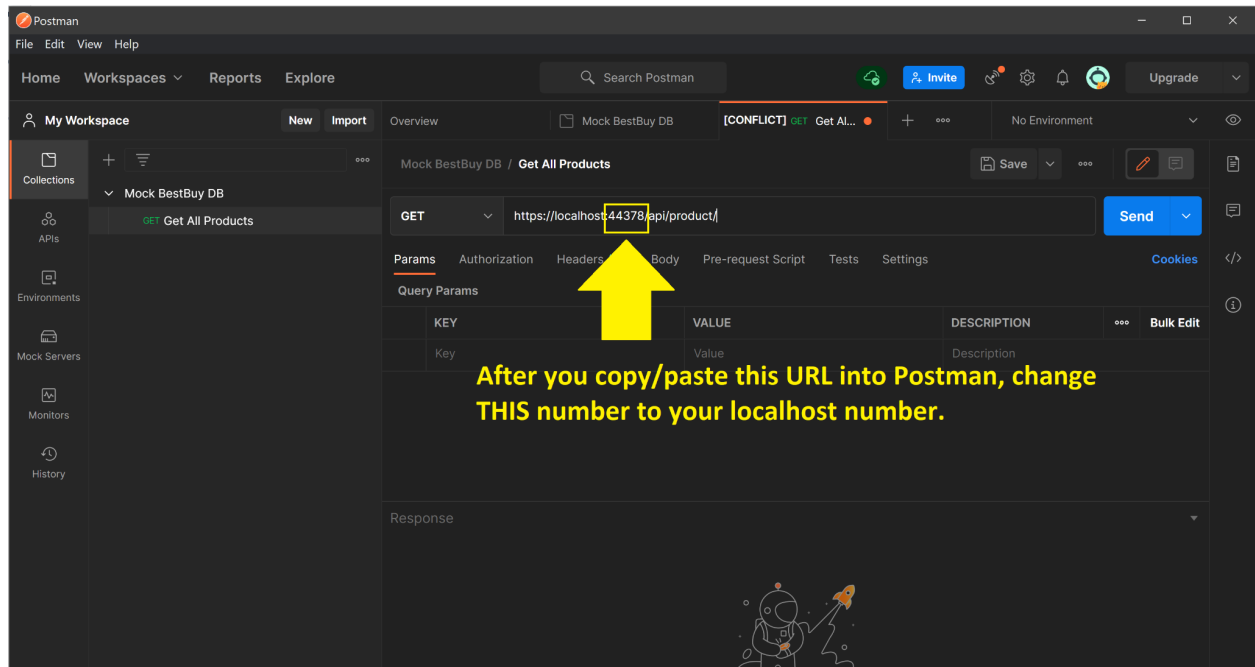 Postman
File Edit View Help
Home Workspaces Reports Explore Search Postman Invite Upgrade
My Workspace New Import Overview Mock BestBuy DB [CONFLICT] GET Get Al... No Environment
Collections
APIs
Environments
Mock Servers
Monitors
History
Mock BestBuy DB
GET Get All Products
Mock BestBuy DB / Get All Products Save
GET https://localhost:44378/api/product/ Send
Params Authorization Headers Body Pre-request Script Tests Settings Cookies
Query Params
KEY VALUE DESCRIPTION Bulk Edit
Key Value Description
After you copy/paste this URL into Postman, change
THIS number to your localhost number.
Response